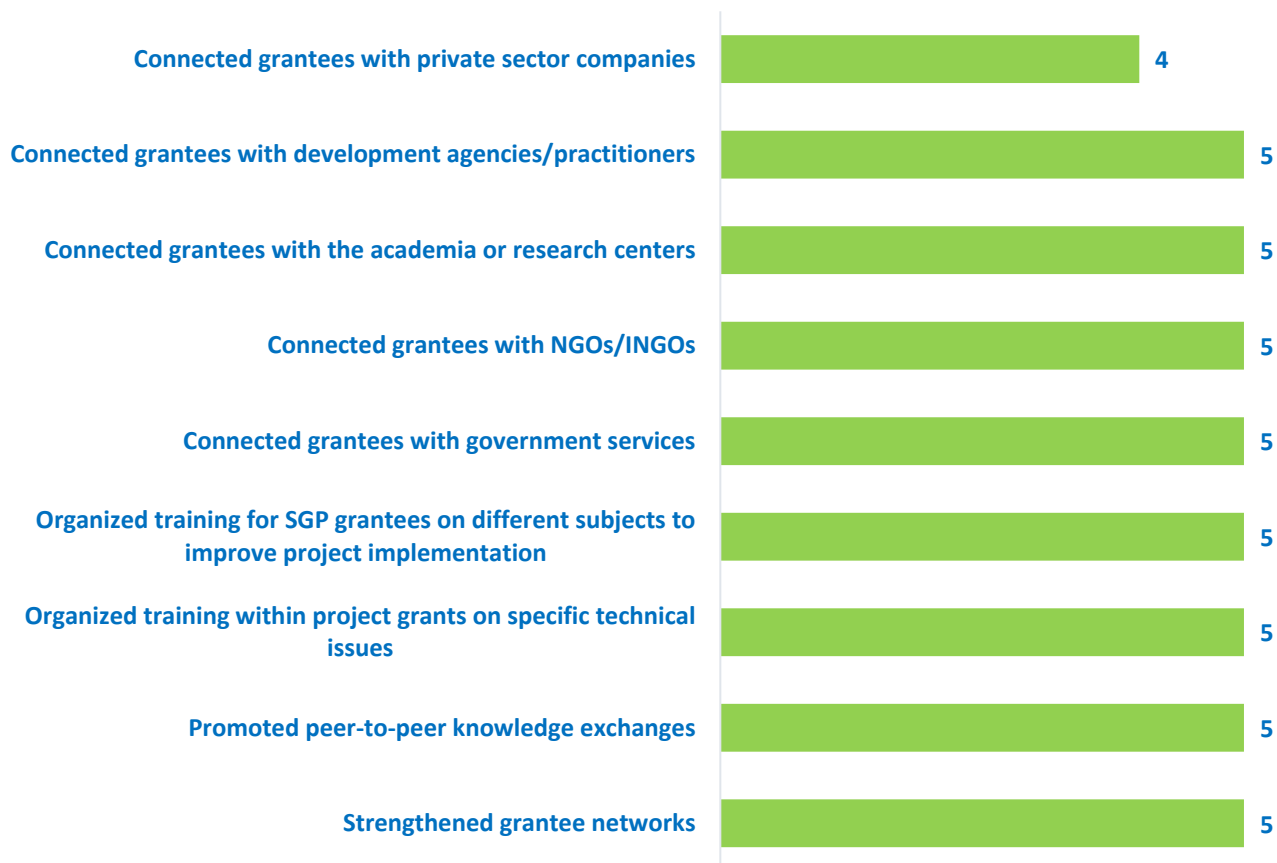 Connected grantees with private sector companies
4
Connected grantees with development agencies/practitioners
5
Connected grantees with the academia or research centers
5
Connected grantees with NGOs/INGOs
5
Connected grantees with government services
5
Organized training for SGP grantees on different subjects to
improve project implementation
5
Organized training within project grants on specific technical
issues
5
Promoted peer-to-peer knowledge exchanges
5
Strengthened grantee networks
5